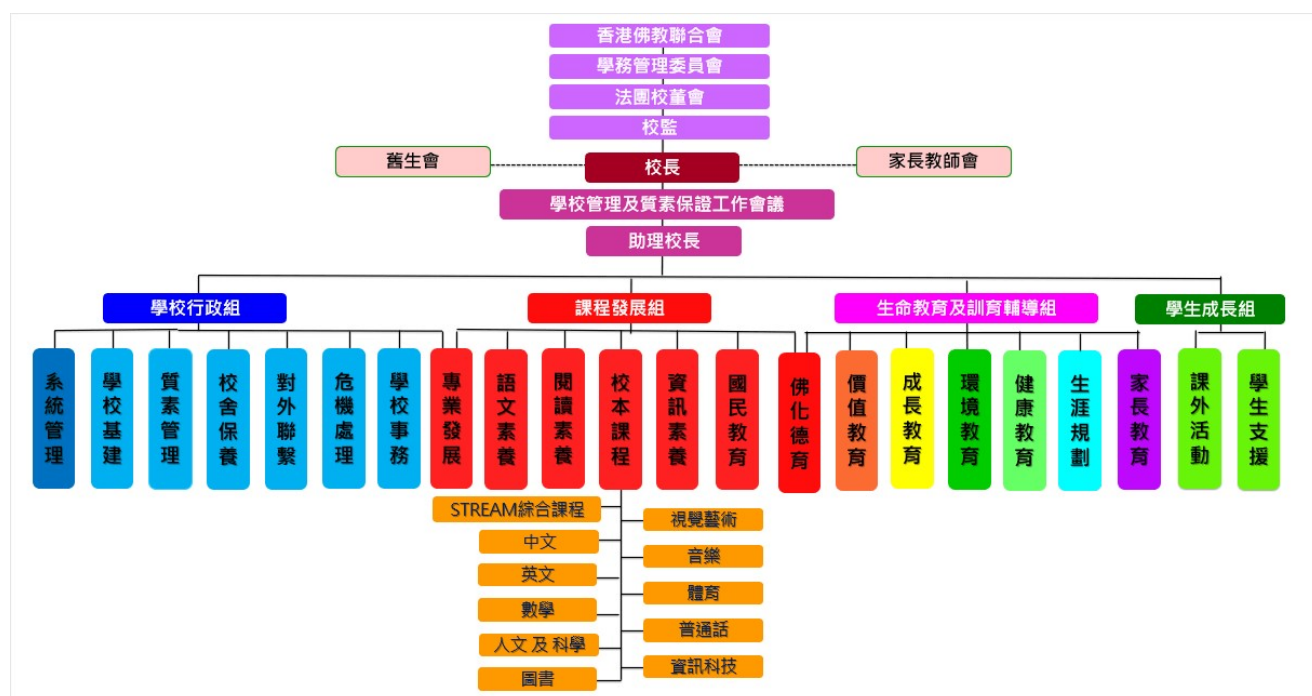 香港佛教聯合會
學務管理委員會
法團校董會
校監
舊生會
校長
家長教師會
學校管理及質素保證工作會議
助理校長
學校行政組
課程發展組
生命教育及訓育輔導組
學生成長組
系統管理
學校基建
質素管理
校舍保養
對外聯繫
危機處理
學校事務
專業發展
語文素養
閱讀素養
校本課程
資訊素養
國民教育
佛化德育
價值教育
成長教育
環境教育
健康教育
生涯規劃
家長教育
課外活動
學生支援
STREAM綜合課程
中文
英文
數學
人文 及 科學
圖書
視覺藝術
音樂
體育
普通話
資訊科技